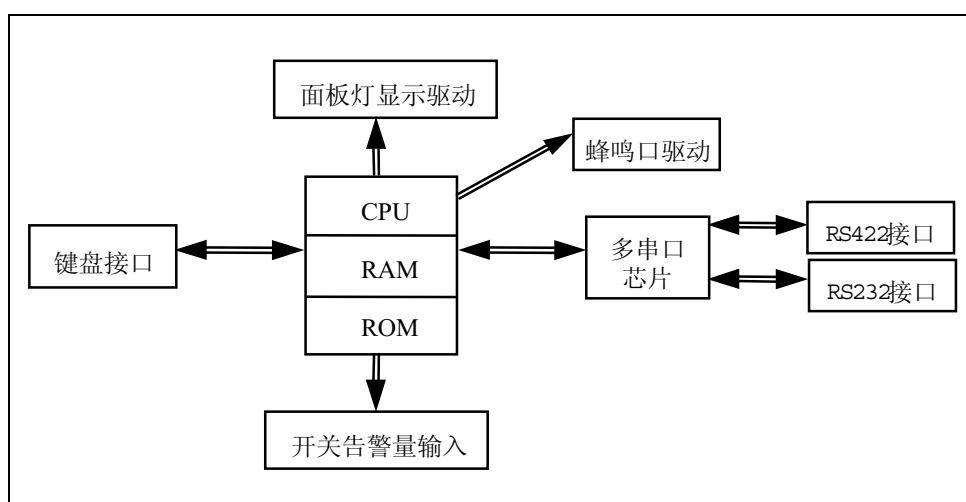 面板灯显示驱动
蜂鸣口驱动
CPU
键盘接口
RAM
多串口
芯片
RS422接口
RS232接口
ROM
开关告警量输入